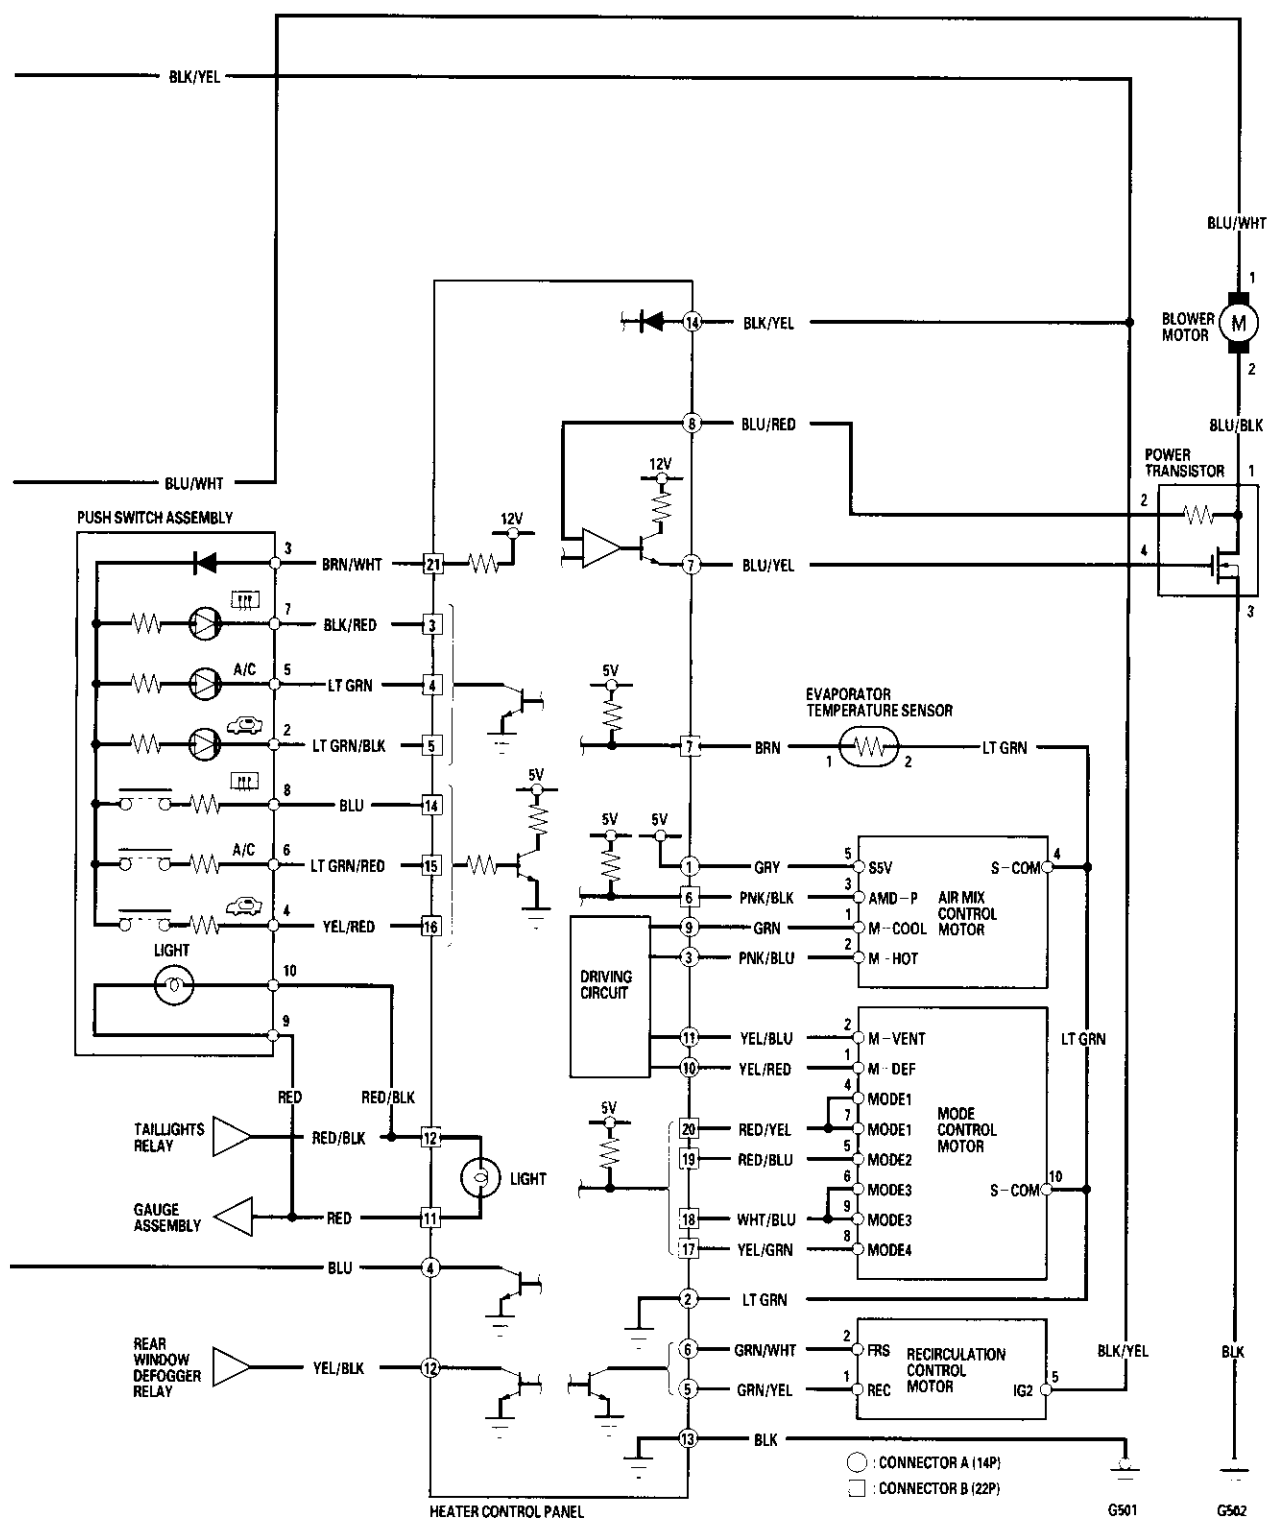 BLK/YEL
BLU/WHT
1
BLOWER
MOTOR
M
2
BLK/YEL
14
BLU/BLK
8
BLU/RED
POWER
TRANSISTOR
1
2
4
3
12V
7
BLU/YEL
BLU/WHT
PUSH SWITCH ASSEMBLY
12V
3
BRN/WHT
21
7
BLK/RED
3
A/C
5
LT GRN
4
2
LT GRN/BLK
5
8
BLU
14
A/C
6
LT GRN/RED
15
4
YEL/RED
16
5V
LIGHT
10
9
RED
RED/BLK
TAILLIGHTS
RELAY
RED/BLK
12
LIGHT
GAUGE
ASSEMBLY
RED
11
BLU
4
REAR
WINDOW
DEFOGGER
RELAY
YEL/BLK
12
5V
EVAPORATOR
TEMPERATURE SENSOR
7
BRN
1
2
LT GRN
5V
5V
1
GRY
5
S5V
S-COM
4
6
PNK/BLK
3
AMD-P
AIR MIX
CONTROL
MOTOR
9
GRN
1
M-COOL
3
PNK/BLU
2
M-HOT
DRIVING
CIRCUIT
11
YEL/BLU
2
M-VENT
LT GRN
10
YEL/RED
1
M-DEF
5V
4
MODE1
20
RED/YEL
7
MODE1
MODE
CONTROL
MOTOR
19
RED/BLU
5
MODE2
6
MODE3
S-COM
10
18
WHT/BLU
9
MODE3
17
YEL/GRN
8
MODE4
2
LT GRN
6
GRN/WHT
2
FRS
RECIRCULATION
CONTROL
MOTOR
BLK/YEL
BLK
5
GRN/YEL
1
REC
IG2
5
13
BLK
: CONNECTOR A (14P)
: CONNECTOR B (22P)
HEATER CONTROL PANEL
G501
G502